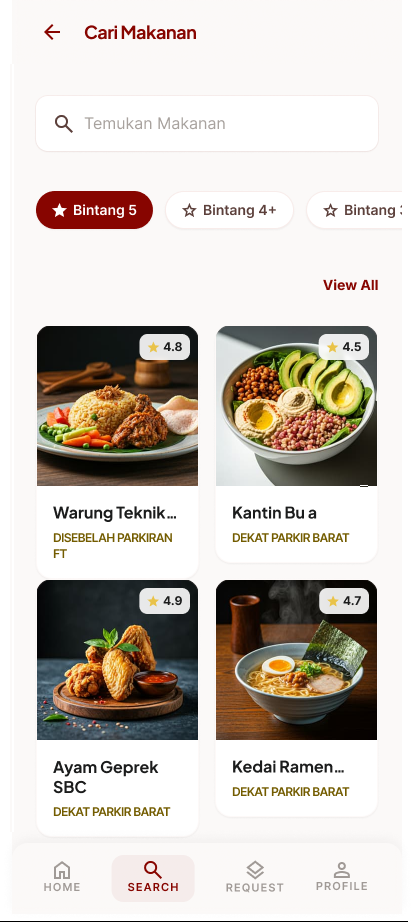 Cari Makanan
Temukan Makanan
Bintang 5
Bintang 4+
Bintang
View All
4.8
4.5
Warung Teknik...
DISEBELAH PARKIRAN
FT
Kantin Bu a
DEKAT PARKIR BARAT
4.9
4.7
Ayam Geprek
SBC
DEKAT PARKIR BARAT
Kedai Ramen...
DEKAT PARKIR BARAT
HOME
SEARCH
REQUEST
PROFILE